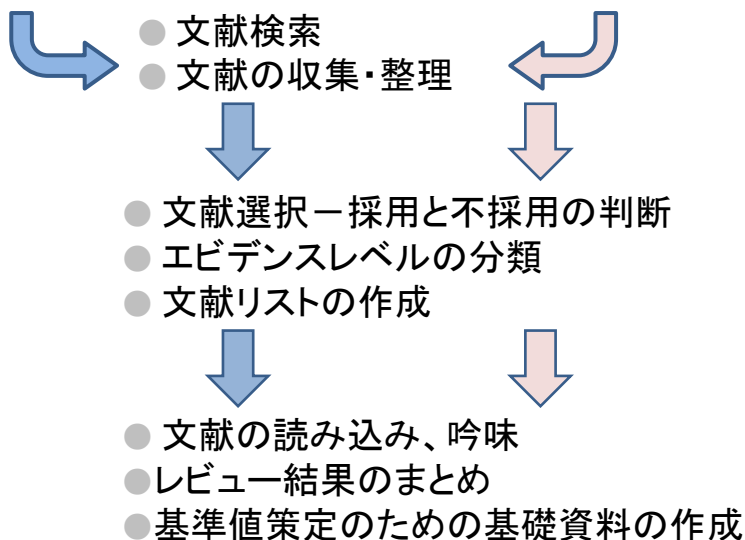 ● 文献検索
● 文献の収集・整理
● 文献選択－採用と不採用の判断
● エビデンスレベルの分類
● 文献リストの作成
● 文献の読み込み、吟味
●レビュー結果のまとめ
●基準値策定のための基礎資料の作成